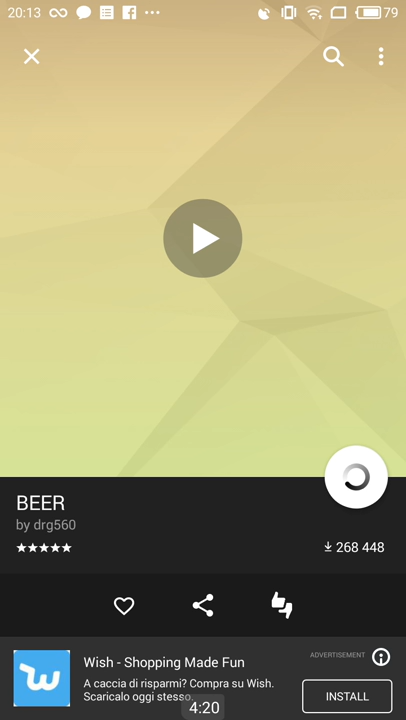 20:13
79
BEER
by drg560
268 448
ADVERTISEMENT
Wish - Shopping Made Fun
A caccia di risparmi? Compra su Wish.
Scaricalo oggi stesso.
INSTALL
4:20